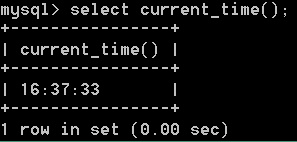 mysql> select current_time();
+----------------+
| current_time() |
+----------------+
| 16:37:33       |
+----------------+
1 row in set (0.00 sec)